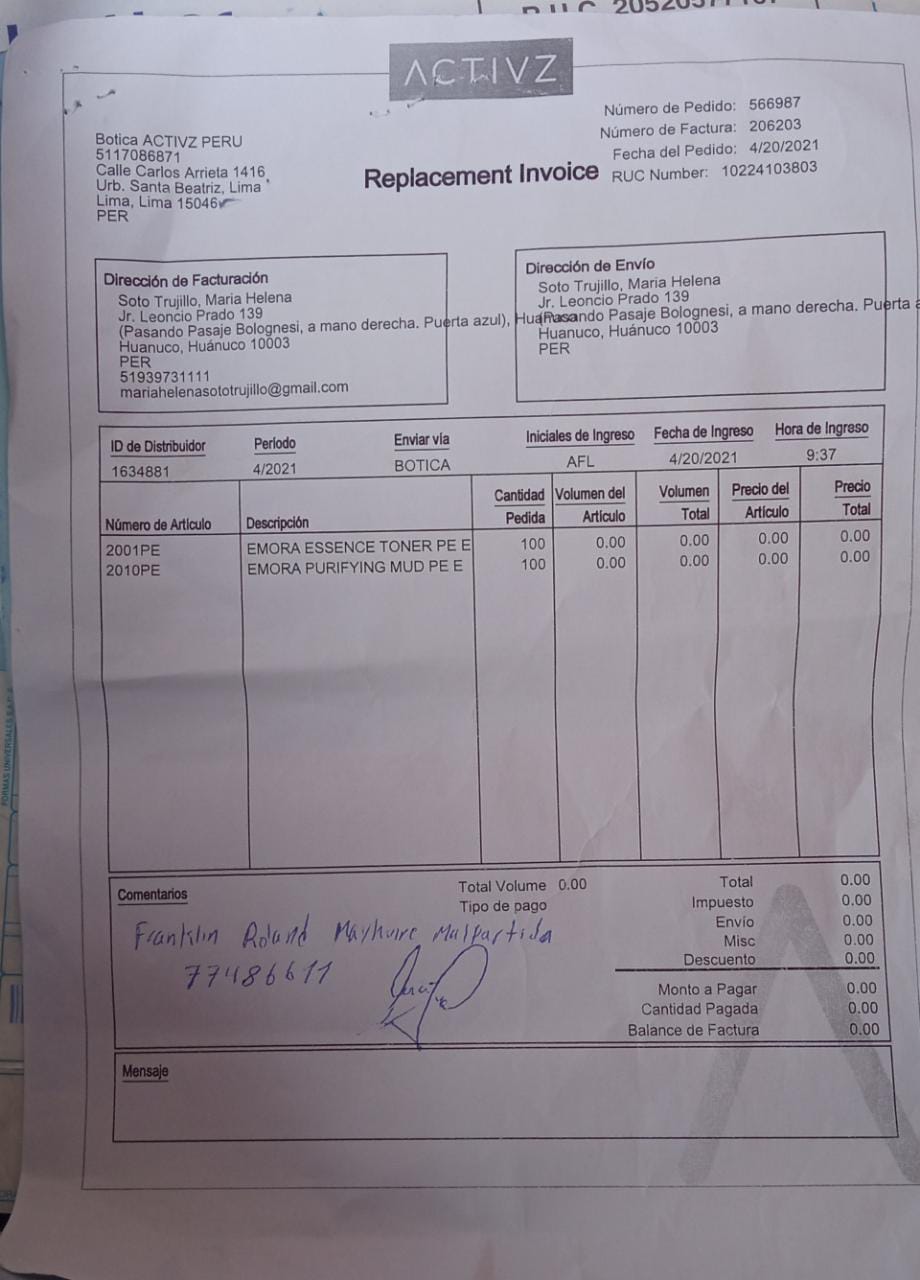 ACTIVZ
Botica ACTIVZ PERU
5117086871
Calle Carlos Arrieta 1416,
Urb. Santa Beatriz, Lima
Lima, Lima 15046
PER
Replacement Invoice
Número de Pedido: 566987
Número de Factura: 206203
Fecha del Pedido: 4/20/2021
RUC Number: 10224103803
Dirección de Facturación
Soto Trujillo, Maria Helena
Jr. Leoncio Prado 139
(Pasando Pasaje Bolognesi, a mano derecha. Puerta azul),
Huanuco, Huánuco 10003
PER
51939731111
mariahelenasototrujillo@gmail.com
Dirección de Envío
Soto Trujillo, Maria Helena
Jr. Leoncio Prado 139
(Pasando Pasaje Bolognesi, a mano derecha. Puerta
Huanuco, Huánuco 10003
PER
ID de Distribuidor Período Enviar vía Iniciales de Ingreso Fecha de Ingreso Hora de Ingreso
1634881 4/2021 BOTICA AFL 4/20/2021 9:37
Número de Artículo Descripción Cantidad Pedida Volumen del Artículo Volumen Total Precio del Artículo Precio Total
2001PE EMORA ESSENCE TONER PE E 100 0.00 0.00 0.00 0.00
2010PE EMORA PURIFYING MUD PE E 100 0.00 0.00 0.00 0.00
Comentarios
Franklin Roland Mayhuire Malpartida
77486611
Total Volume 0.00
Tipo de pago
Total 0.00
Impuesto 0.00
Envío 0.00
Misc 0.00
Descuento 0.00
Monto a Pagar 0.00
Cantidad Pagada 0.00
Balance de Factura 0.00
Mensaje
FORMAS UNIVERSALES S.A.C.